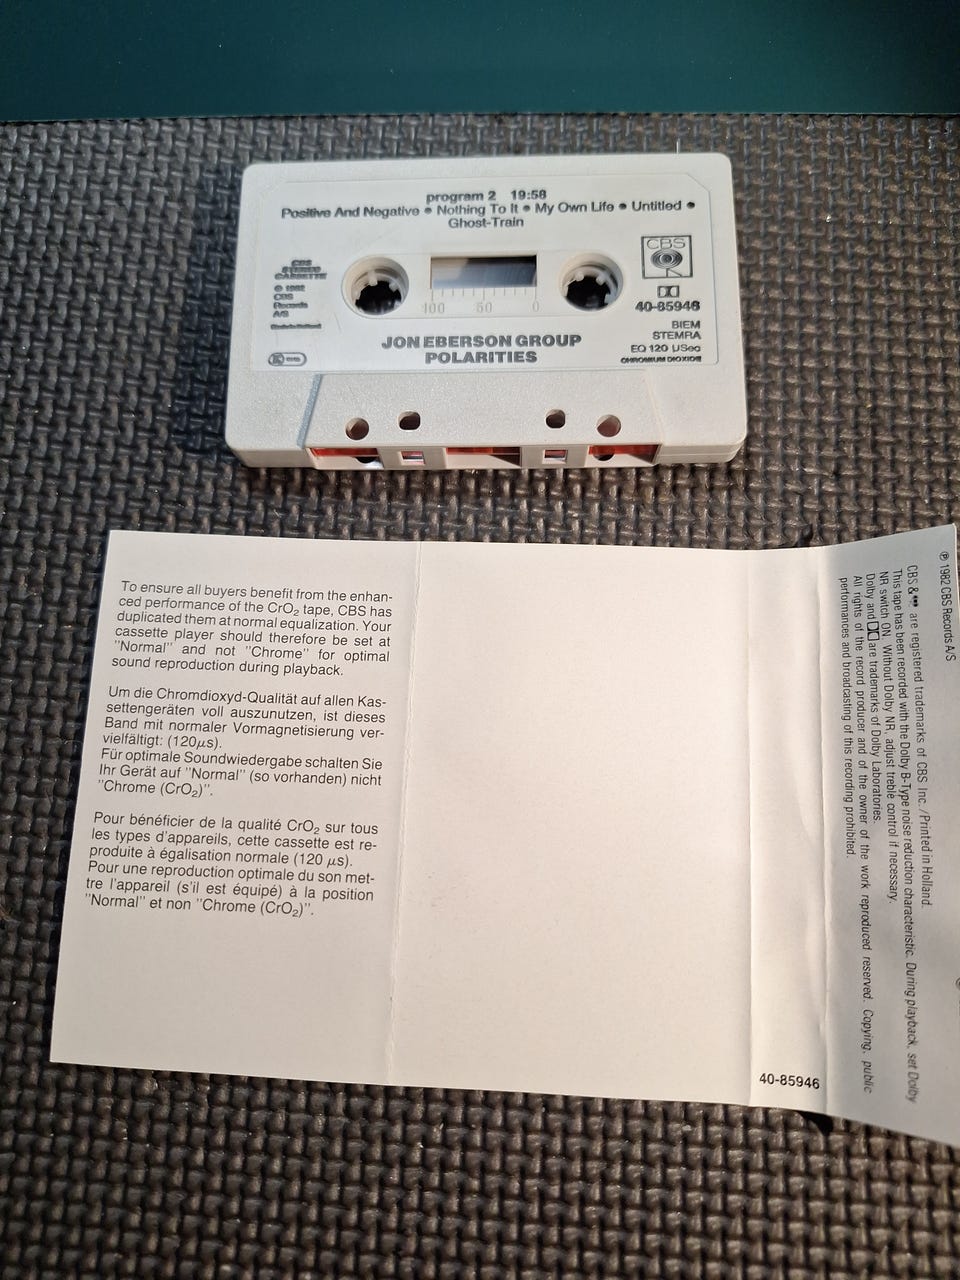 program 2 19:58
Positive And Negative • Nothing To It • My Own Life • Untitled •
Ghost-Train
CBS
STEREO
CASSETTE
℗ 1982
CBS
Records
A/S
Made in Holland
CBS
40-85946
BIEM
STEMRA
EQ 120 µSec
CHROMIUM DIOXIDE
100 50 0
JON EBERSON GROUP
POLARITIES
To ensure all buyers benefit from the enhan-
ced performance of the CrO₂ tape, CBS has
duplicated them at normal equalization. Your
cassette player should therefore be set at
"Normal" and not "Chrome" for optimal
sound reproduction during playback.
Um die Chromdioxyd-Qualität auf allen Kas-
settengeräten voll auszunutzen, ist dieses
Band mit normaler Vormagnetisierung ver-
vielfältigt: (120µs).
Für optimale Soundwiedergabe schalten Sie
Ihr Gerät auf "Normal" (so vorhanden) nicht
"Chrome (CrO₂)".
Pour bénéficier de la qualité CrO₂ sur tous
les types d'appareils, cette cassette est re-
produite à égalisation normale (120 µs).
Pour une reproduction optimale du son met-
tre l'appareil (s'il est équipé) à la position
"Normal" et non "Chrome (CrO₂)".
40-85946
℗ 1982 CBS Records A/S
CBS & are registered trademarks of CBS Inc. / Printed in Holland.
This tape has been recorded with the Dolby B-Type noise reduction characteristic. During playback, set Dolby
NR switch ON. Without Dolby NR, adjust treble control if necessary.
Dolby and are trademarks of Dolby Laboratories.
All rights of the record producer and of the owner of the work reproduced reserved. Copying, public
performances and broadcasting of this recording prohibited.